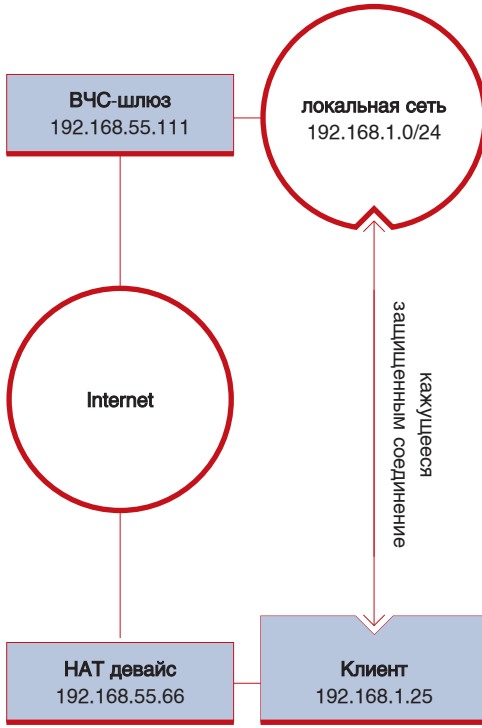 ВЧС-шлюз
192.168.55.111
локальная сеть
192.168.1.0/24
Internet
кажущееся
защищенным соединение
НАТ девайс
192.168.55.66
Клиент
192.168.1.25